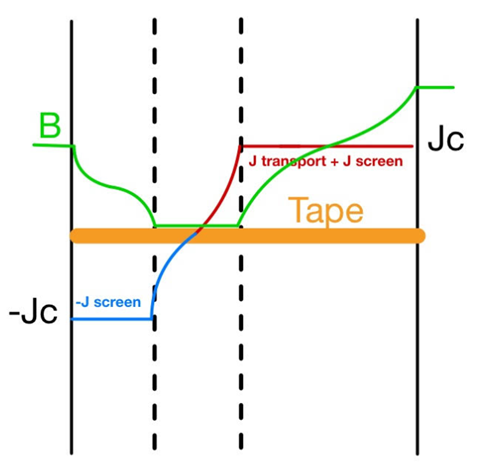 B
Jc
J transport + J screen
Tape
-J screen
-Jc